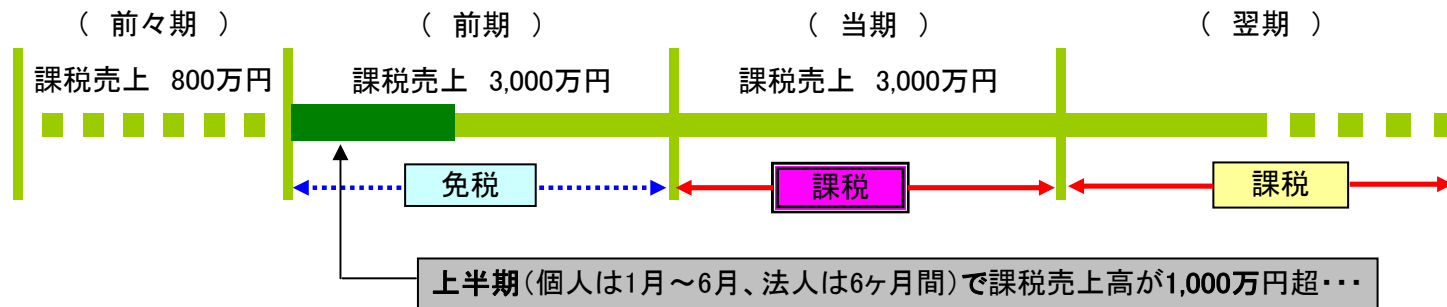 （　前々期　）　（　前期　）　（　当期　）　（　翌期　）
課税売上　800万円　課税売上　3,000万円　課税売上　3,000万円
免税　課税　課税
上半期（個人は1月～6月、法人は6ヶ月間）で課税売上高が1,000万円超・・・